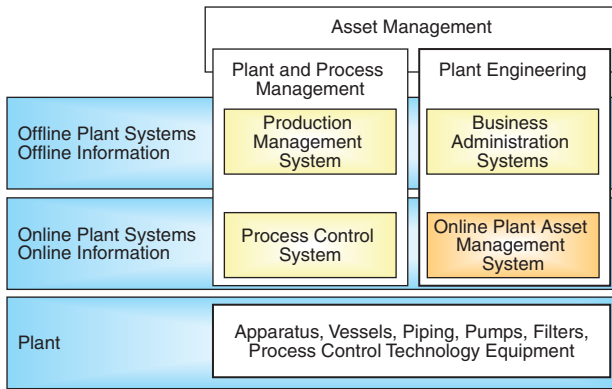 Asset Management
Plant and Process
Management
Plant Engineering
Offline Plant Systems
Offline Information
Production
Management
System
Business
Administration
Systems
Online Plant Systems
Online Information
Process Control
System
Online Plant Asset
Management
System
Plant
Apparatus, Vessels, Piping, Pumps, Filters,
Process Control Technology Equipment